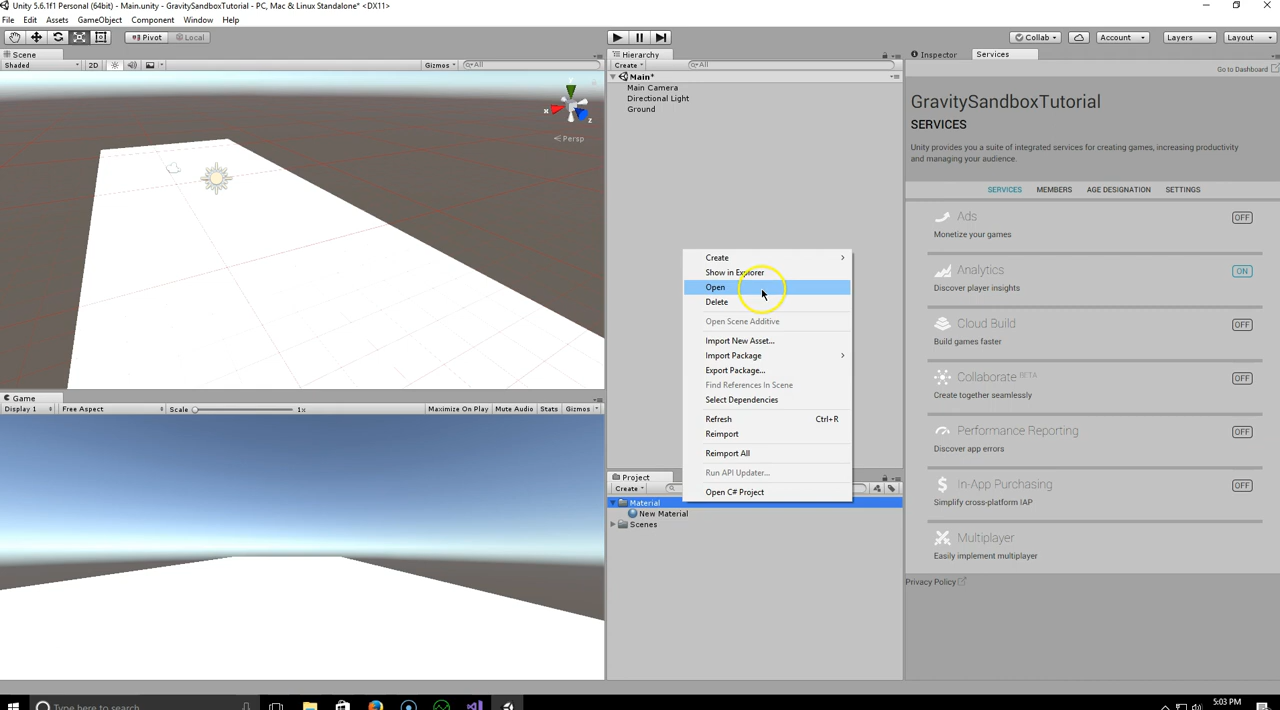 Unity 5.6.1f1 Personal (64bit) - Main.unity - GravitySandboxTutorial - PC, Mac & Linux Standalone* <DX11>
File Edit Assets GameObject Component Window Help
Pivot Local Collab Account Layers Layout
Scene
Shaded 2D Gizmos All
x z
Persp
Game
Display 1 Free Aspect Scale 1x Maximize On Play Mute Audio Stats Gizmos
Hierarchy
Create All
Main*
Main Camera
Directional Light
Ground
Create
Show in Explorer
Open
Delete
Open Scene Additive
Import New Asset...
Import Package
Export Package...
Find References In Scene
Select Dependencies
Refresh Ctrl+R
Reimport
Reimport All
Run API Updater...
Open C# Project
Project
Create
Material
New Material
Scenes
Inspector Services
Go to Dashboard
GravitySandboxTutorial
SERVICES
Unity provides you a suite of integrated services for creating games, increasing productivity
and managing your audience.
SERVICES MEMBERS AGE DESIGNATION SETTINGS
Ads OFF
Monetize your games
Analytics ON
Discover player insights
Cloud Build OFF
Build games faster
Collaborate BETA OFF
Create together seamlessly
Performance Reporting OFF
Discover app errors
In-App Purchasing OFF
Simplify cross-platform IAP
Multiplayer
Easily implement multiplayer
Privacy Policy
Type here to search
5:03 PM